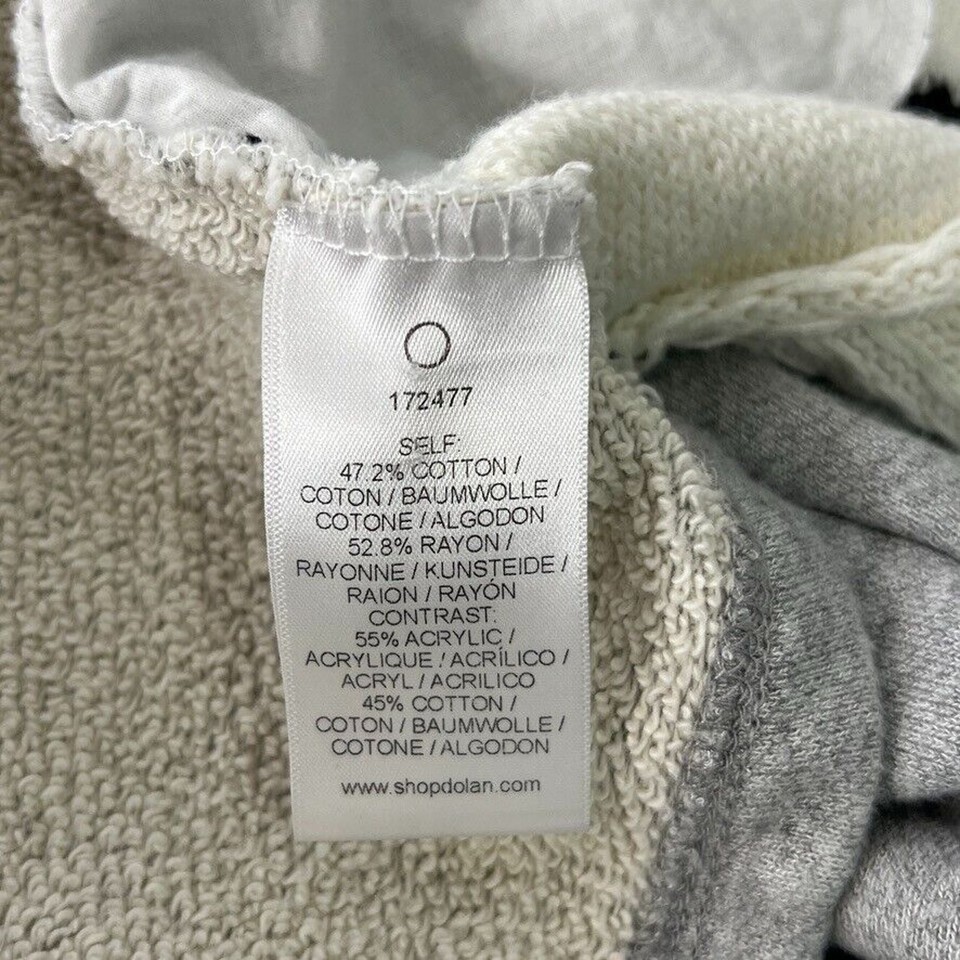 172477
SELF:
47.2% COTTON /
COTON / BAUMWOLLE /
COTONE / ALGODON
52.8% RAYON /
RAYONNE / KUNSTEIDE /
RAION / RAYÓN
CONTRAST:
55% ACRYLIC /
ACRYLIQUE / ACRÍLICO /
ACRYL / ACRILICO
45% COTTON /
COTON / BAUMWOLLE /
COTONE / ALGODON
www.shopdolan.com